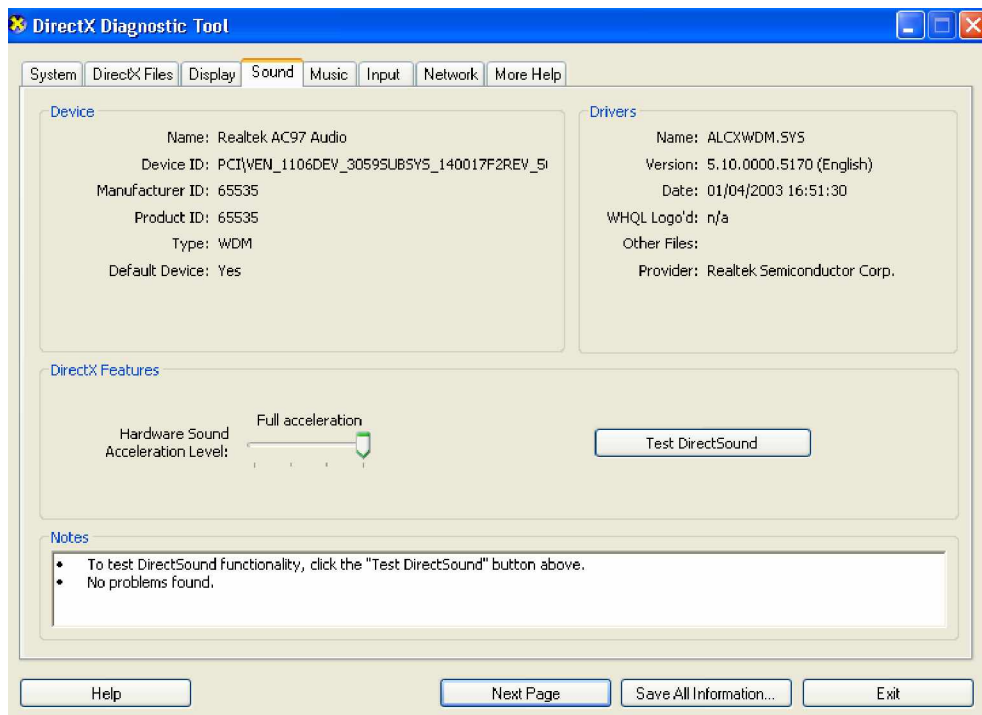 DirectX Diagnostic Tool
System DirectX Files Display Sound Music Input Network More Help
Device
Name: Realtek AC97 Audio
Device ID: PCI\VEN_1106DEV_3059SUBSYS_140017F2REV_5
Manufacturer ID: 65535
Product ID: 65535
Type: WDM
Default Device: Yes
Drivers
Name: ALCXWDM.SYS
Version: 5.10.0000.5170 (English)
Date: 01/04/2003 16:51:30
WHQL Logo'd: n/a
Other Files:
Provider: Realtek Semiconductor Corp.
DirectX Features
Full acceleration
Hardware Sound
Acceleration Level:
Test DirectSound
Notes
• To test DirectSound functionality, click the "Test DirectSound" button above.
• No problems found.
Help Next Page Save All Information... Exit